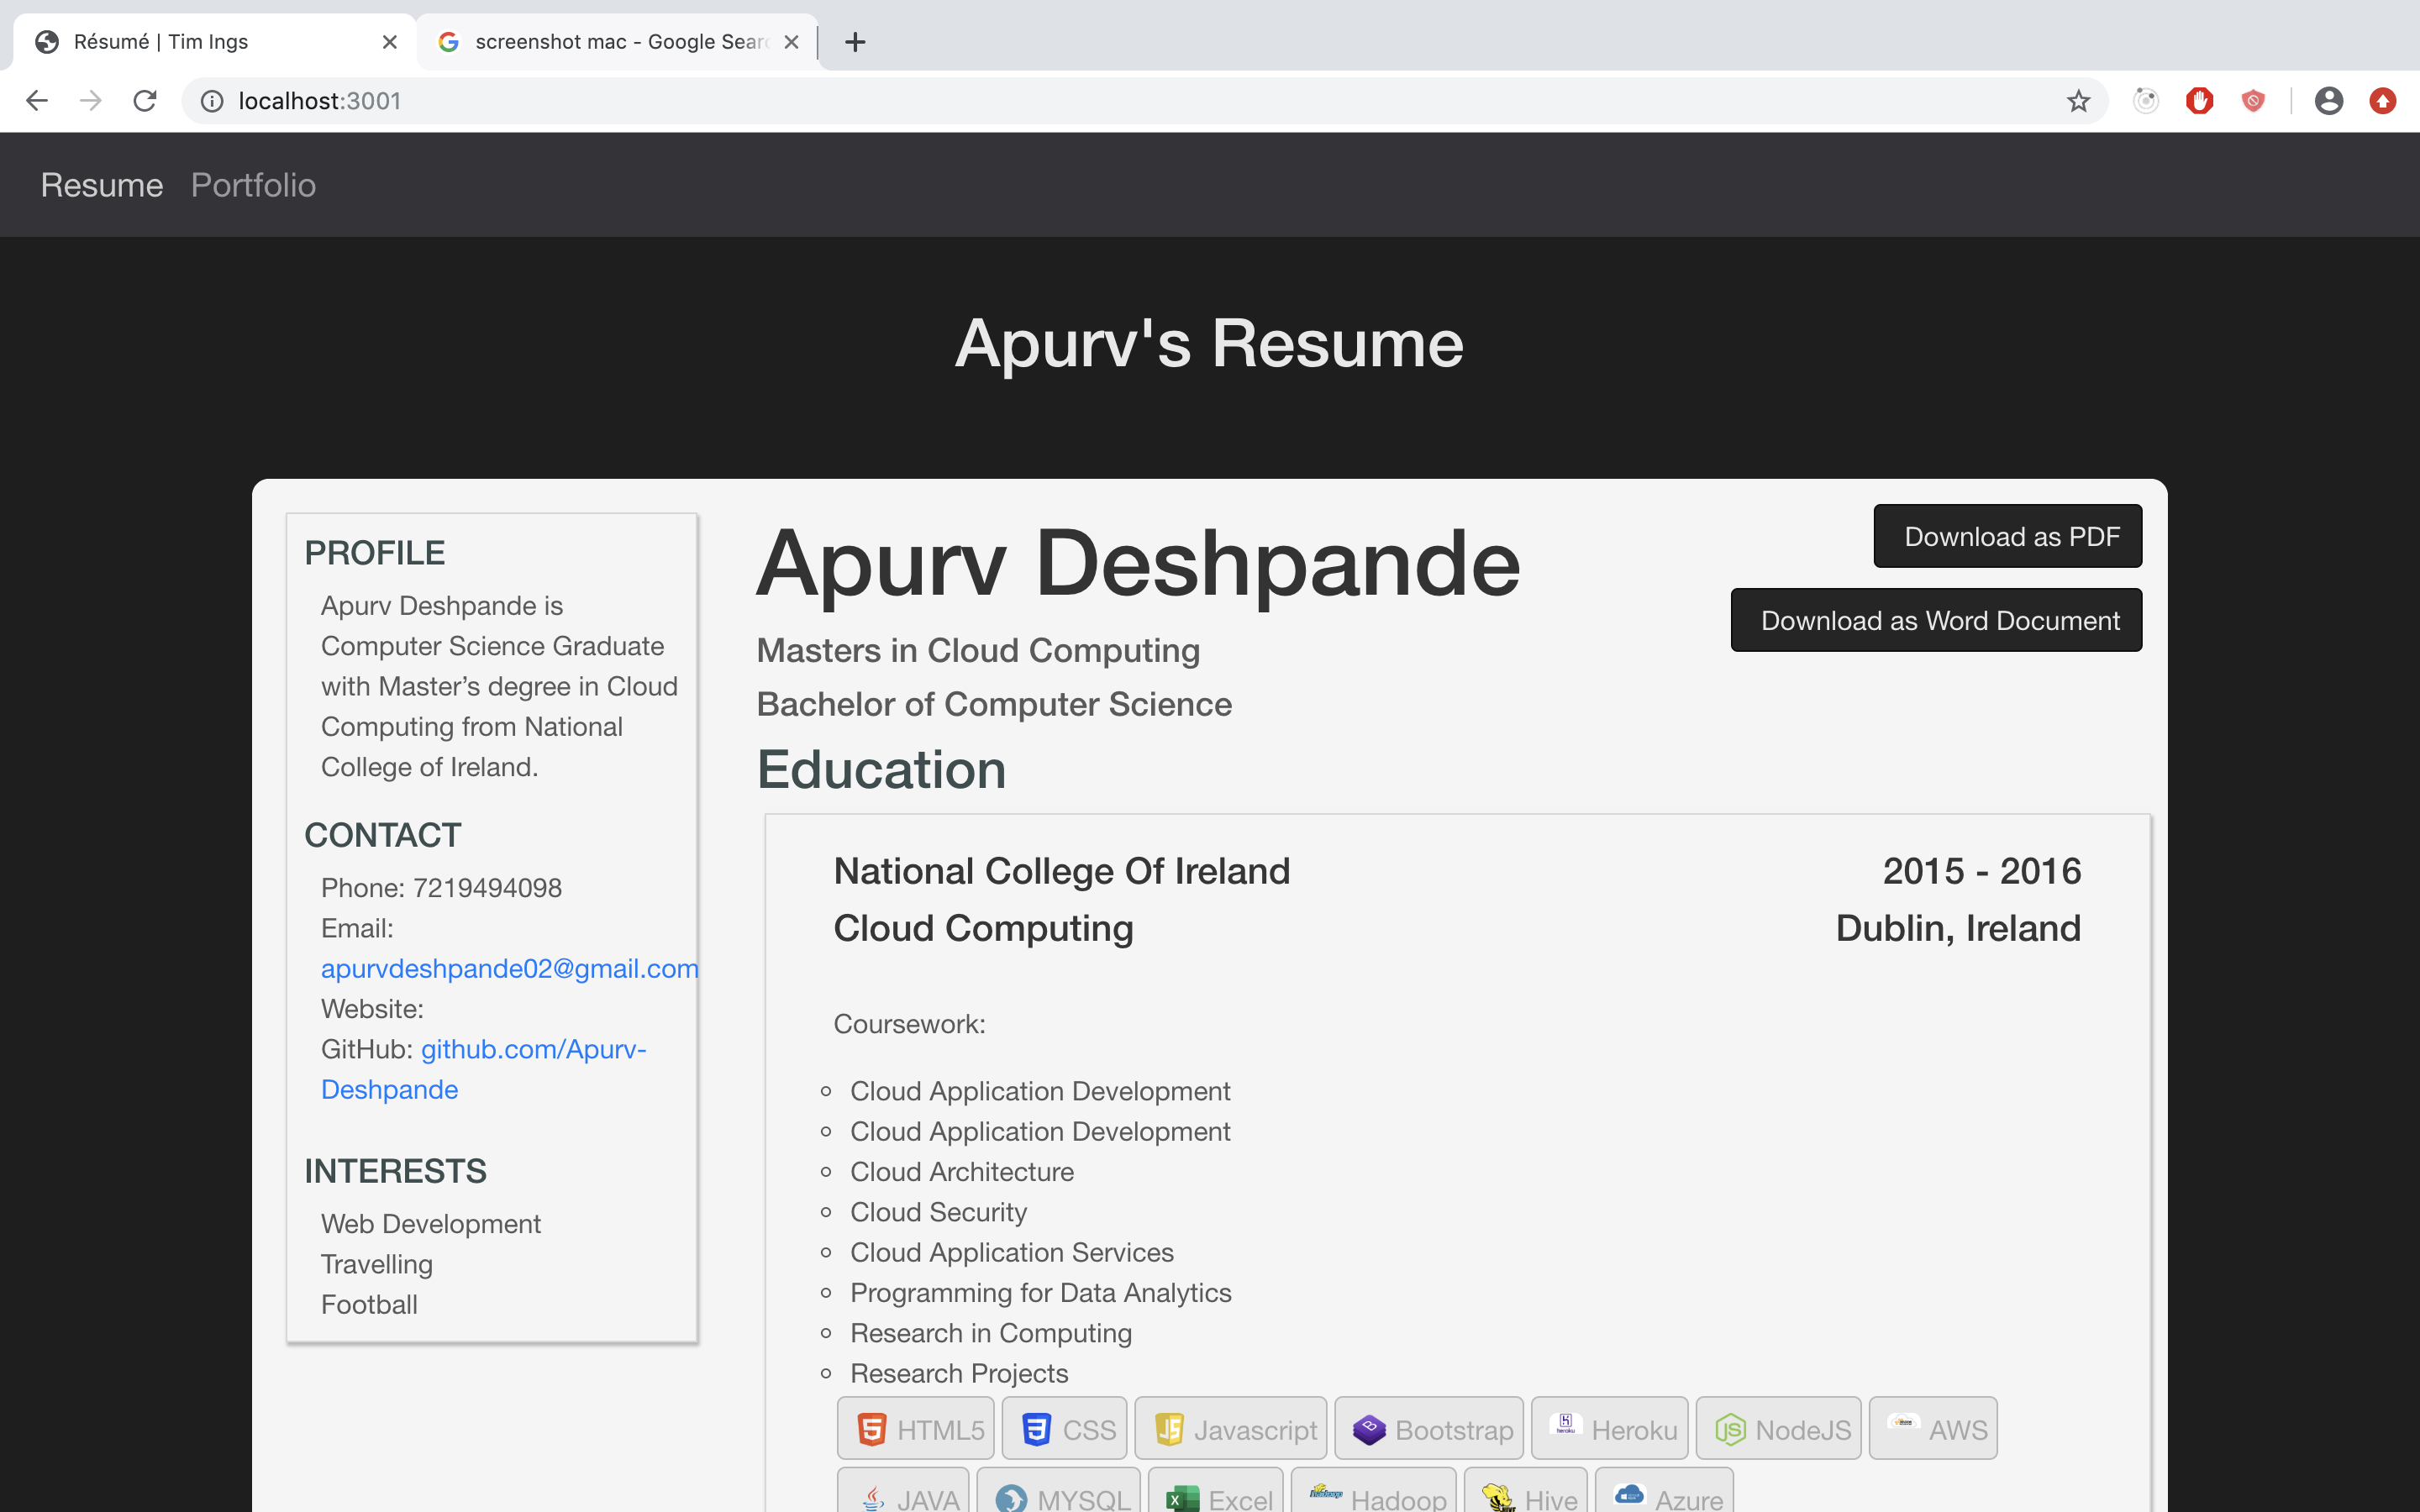 Résumé | Tim Ings
screenshot mac - Google Sear
localhost:3001
Resume Portfolio
Apurv's Resume
PROFILE
Apurv Deshpande is
Computer Science Graduate
with Master’s degree in Cloud
Computing from National
College of Ireland.
CONTACT
Phone: 7219494098
Email:
apurvdeshpande02@gmail.com
Website:
GitHub: github.com/Apurv-
Deshpande
INTERESTS
Web Development
Travelling
Football
Apurv Deshpande
Masters in Cloud Computing
Bachelor of Computer Science
Download as PDF
Download as Word Document
Education
National College Of Ireland 2015 - 2016
Cloud Computing Dublin, Ireland
Coursework:
Cloud Application Development
Cloud Application Development
Cloud Architecture
Cloud Security
Cloud Application Services
Programming for Data Analytics
Research in Computing
Research Projects
HTML5 CSS Javascript Bootstrap Heroku NodeJS AWS
JAVA MYSQL Excel Hadoop Hive Azure